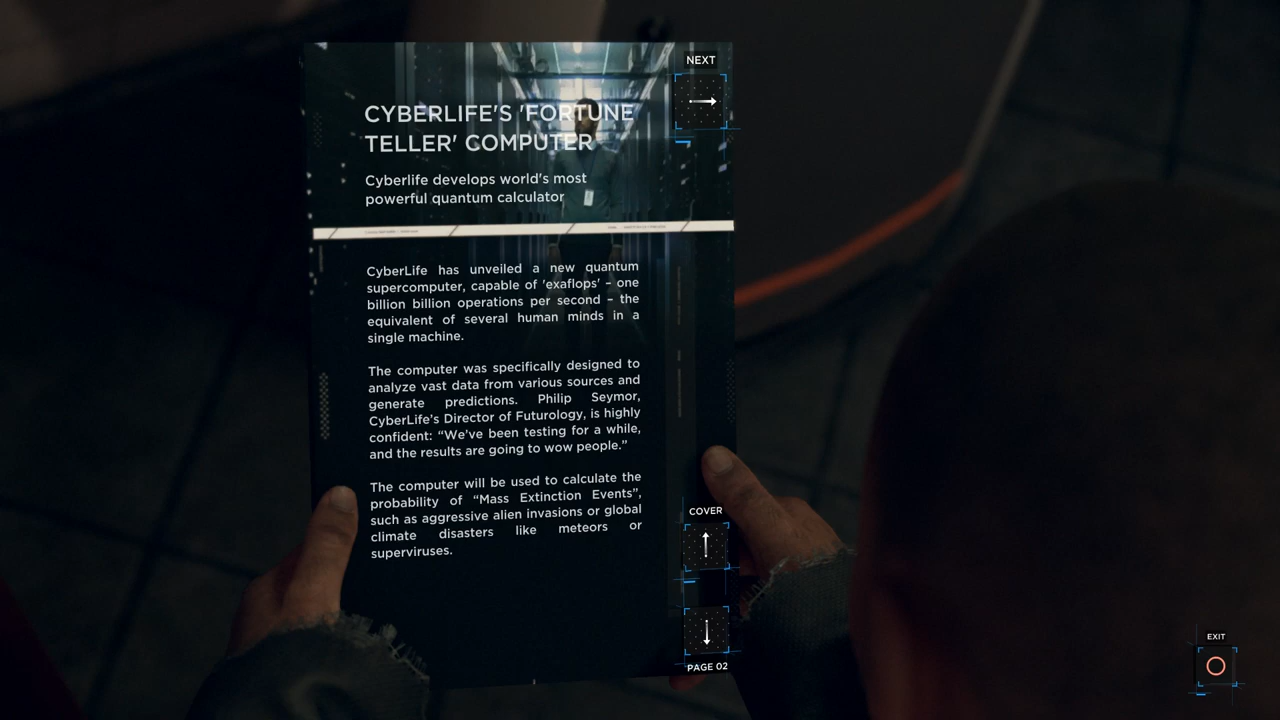 NEXT
CYBERLIFE'S 'FORTUNE
TELLER' COMPUTER
Cyberlife develops world's most
powerful quantum calculator
CyberLife has unveiled a new quantum
supercomputer, capable of 'exaflops' – one
billion billion operations per second – the
equivalent of several human minds in a
single machine.
The computer was specifically designed to
analyze vast data from various sources and
generate predictions. Philip Seymor,
CyberLife's Director of Futurology, is highly
confident: “We've been testing for a while,
and the results are going to wow people.”
The computer will be used to calculate the
probability of “Mass Extinction Events”,
such as aggressive alien invasions or global
climate disasters like meteors or
superviruses.
COVER
PAGE 02
EXIT